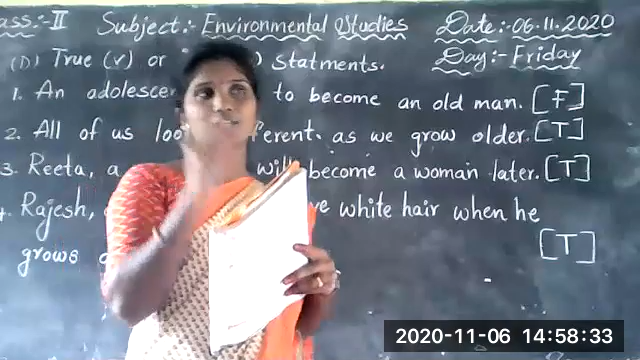 ass:- II Subject:- Environmental Studies Date:- 06.11.2020
Day:- Friday
(D) True (v) or ) Statments.
1. An adolescen to become an old man. [F]
2. All of us loo fferent as we grow older. [T]
3. Reeta, a will become a woman later. [T]
4. Rajesh, ve white hair when he
grows [T]
2020-11-06 14:58:33